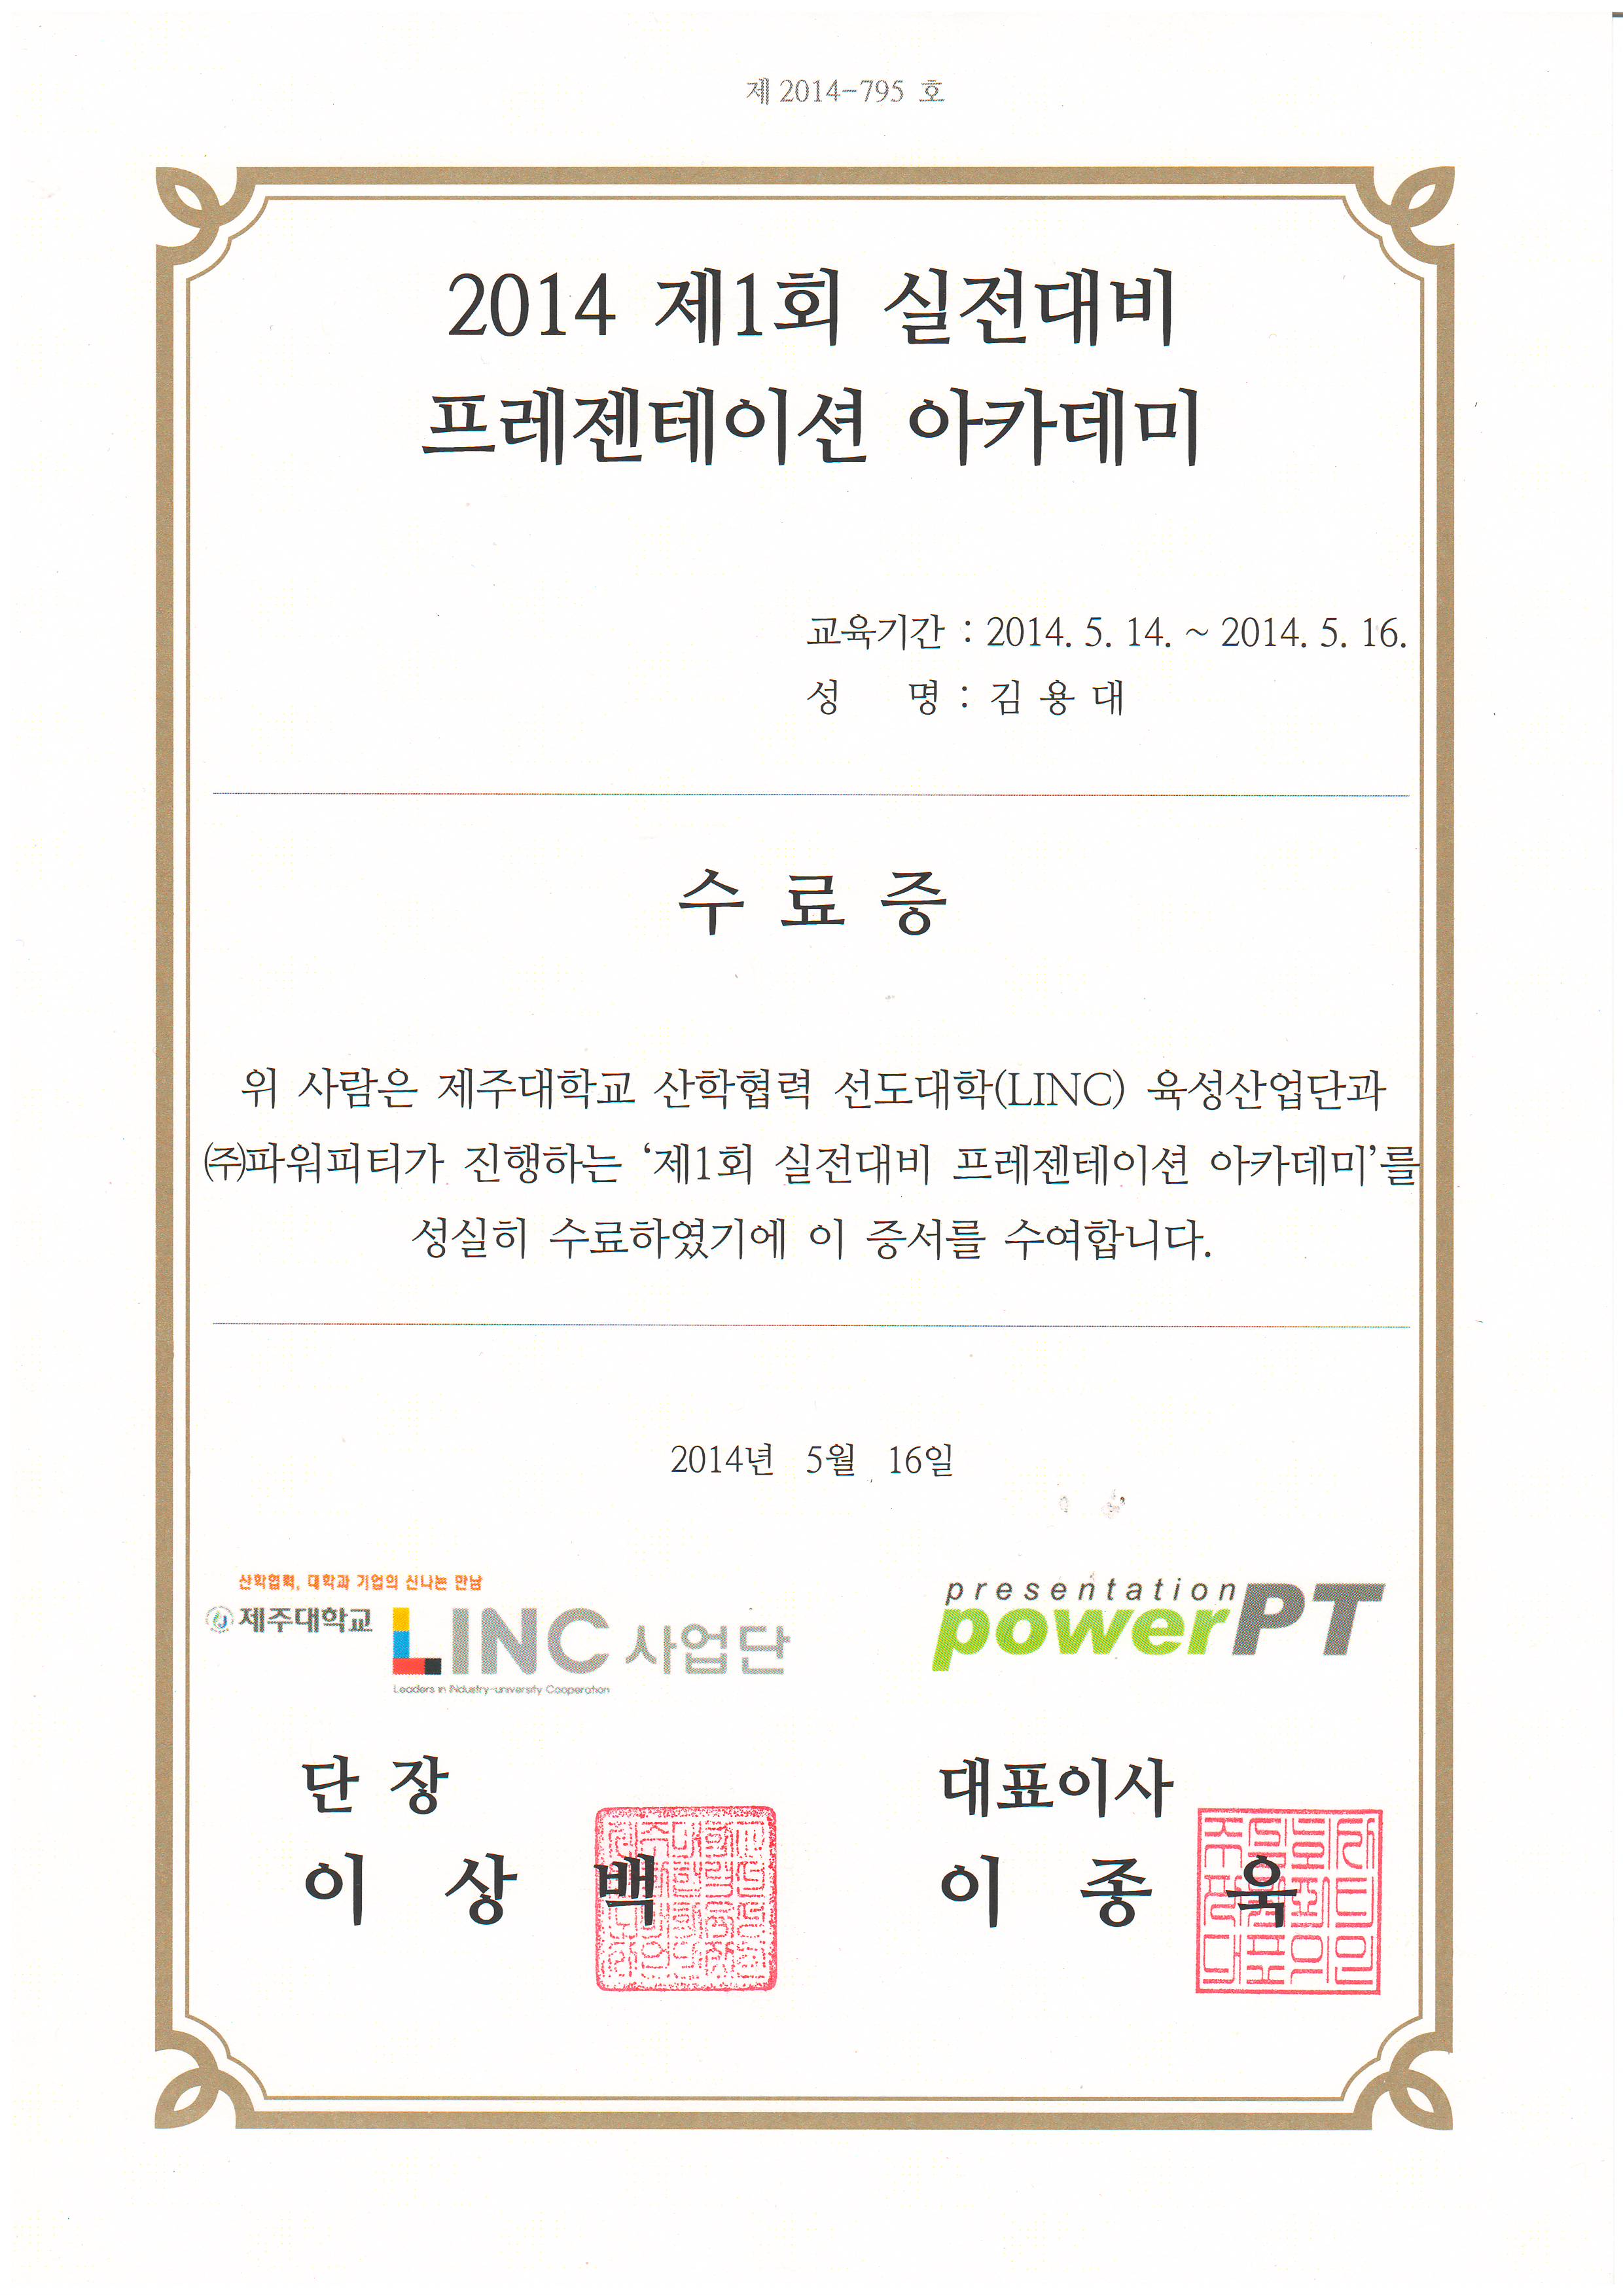 제 2014-795 호
2014 제1회 실전대비
프레젠테이션 아카데미
교육기간 : 2014. 5. 14. ~ 2014. 5. 16.
성 명 : 김 용 대
수 료 증
위 사람은 제주대학교 산학협력 선도대학(LINC) 육성산업단과
㈜파워피티가 진행하는 ‘제1회 실전대비 프레젠테이션 아카데미’를
성실히 수료하였기에 이 증서를 수여합니다.
2014년 5월 16일
산학협력, 대학과 기업의 신나는 만남
제주대학교 LINC 사업단
Leaders in INdustry-university Cooperation
presentation
powerPT
단 장
이 상 백
대표이사
이 종 욱